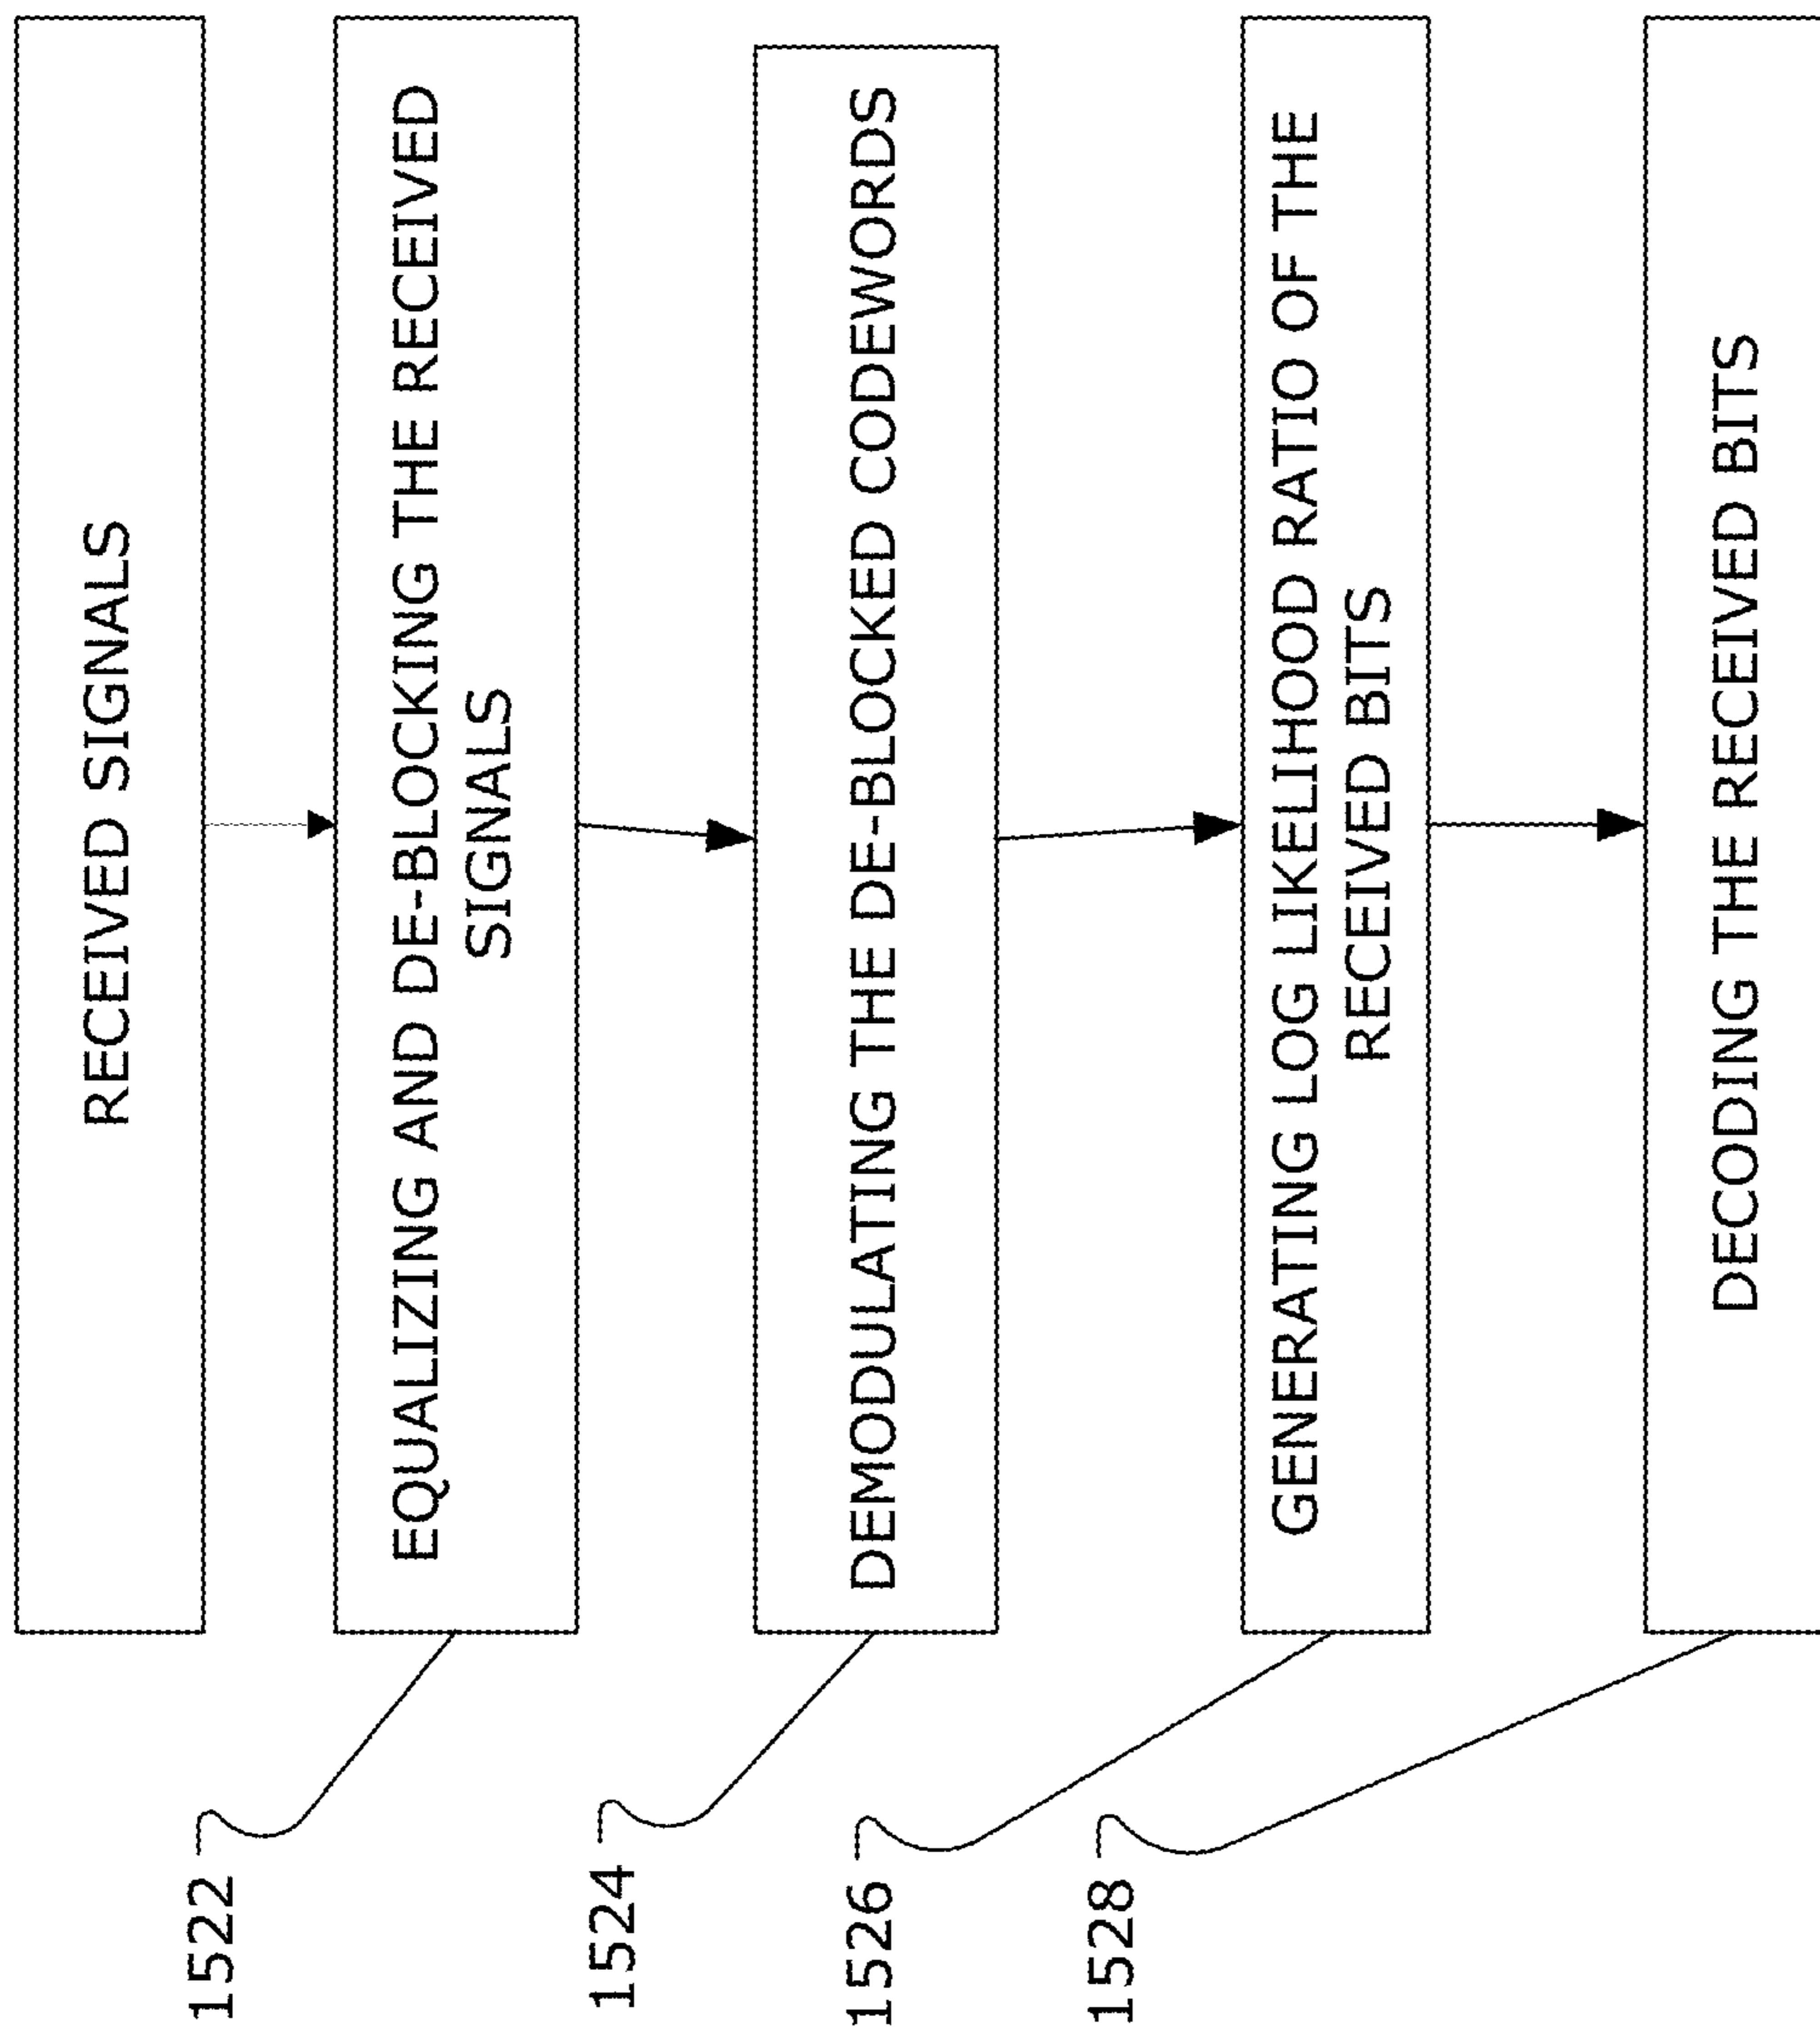 RECEIVED SIGNALS
1522
EQUALIZING AND DE-BLOCKING THE RECEIVED
SIGNALS
1524
DEMODULATING THE DE-BLOCKED CODEWORDS
1526
GENERATING LOG LIKELIHOOD RATIO OF THE
RECEIVED BITS
1528
DECODING THE RECEIVED BITS